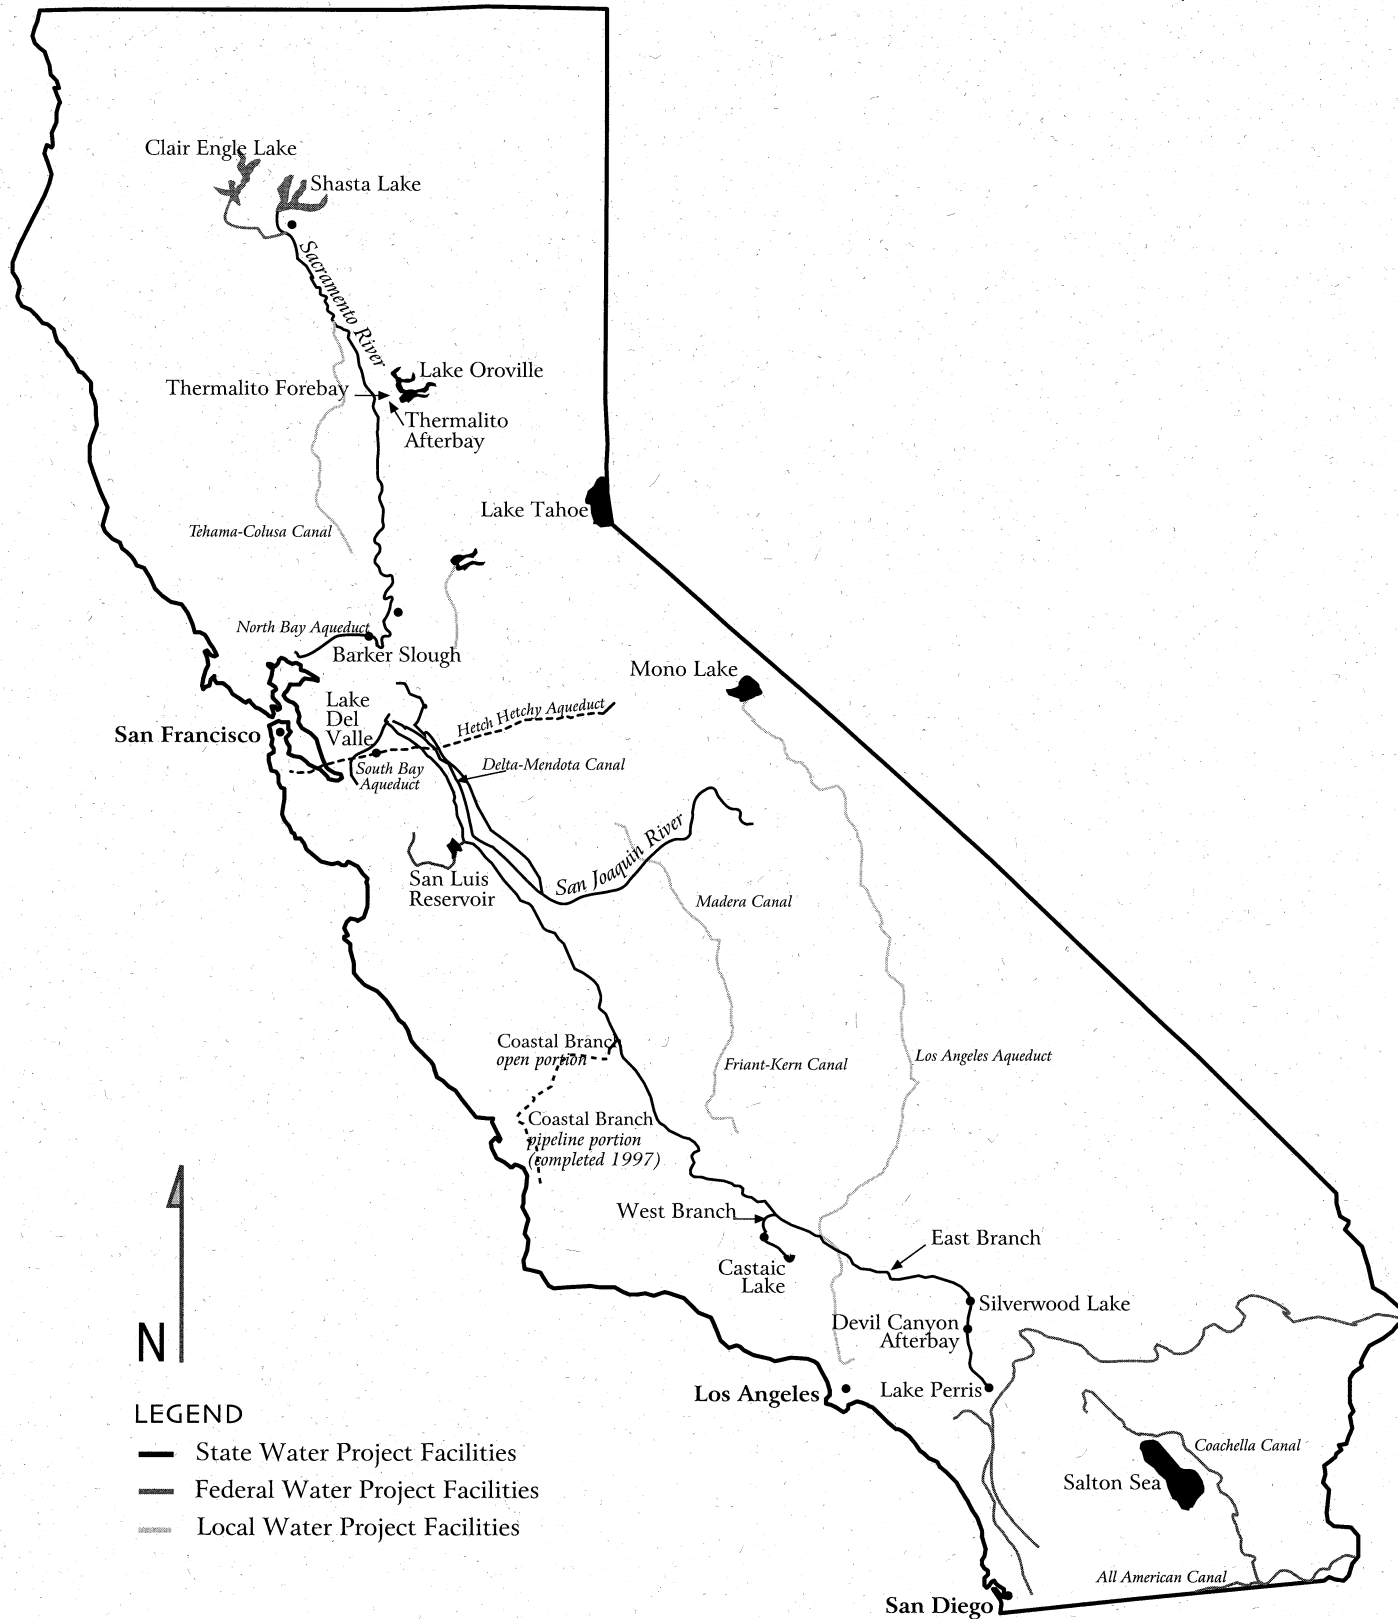 Clair Engle Lake
Shasta Lake
Sacramento River
Lake Oroville
Thermalito Forebay
Thermalito
Afterbay
Lake Tahoe
Tehama-Colusa Canal
North Bay Aqueduct
Barker Slough
Mono Lake
Lake
Del
Valle
Hetch Hetchy Aqueduct
San Francisco
South Bay
Aqueduct
Delta-Mendota Canal
San Joaquin River
San Luis
Reservoir
Madera Canal
Coastal Branch
open portion
Friant-Kern Canal
Los Angeles Aqueduct
Coastal Branch
pipeline portion
(completed 1997)
West Branch
East Branch
Castaic
Lake
Silverwood Lake
Devil Canyon
Afterbay
Los Angeles
Lake Perris
Coachella Canal
Salton Sea
All American Canal
San Diego
N
LEGEND
State Water Project Facilities
Federal Water Project Facilities
Local Water Project Facilities